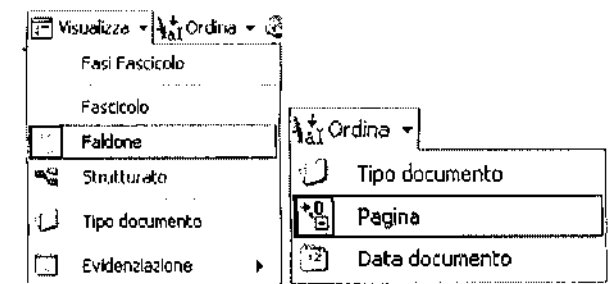 Visualizza Ordina
Fasi Fascicolo
Fascicolo
Faldone
Strutturato
Tipo documento
Evidenziazione
Ordina
Tipo documento
Pagina
Data documento